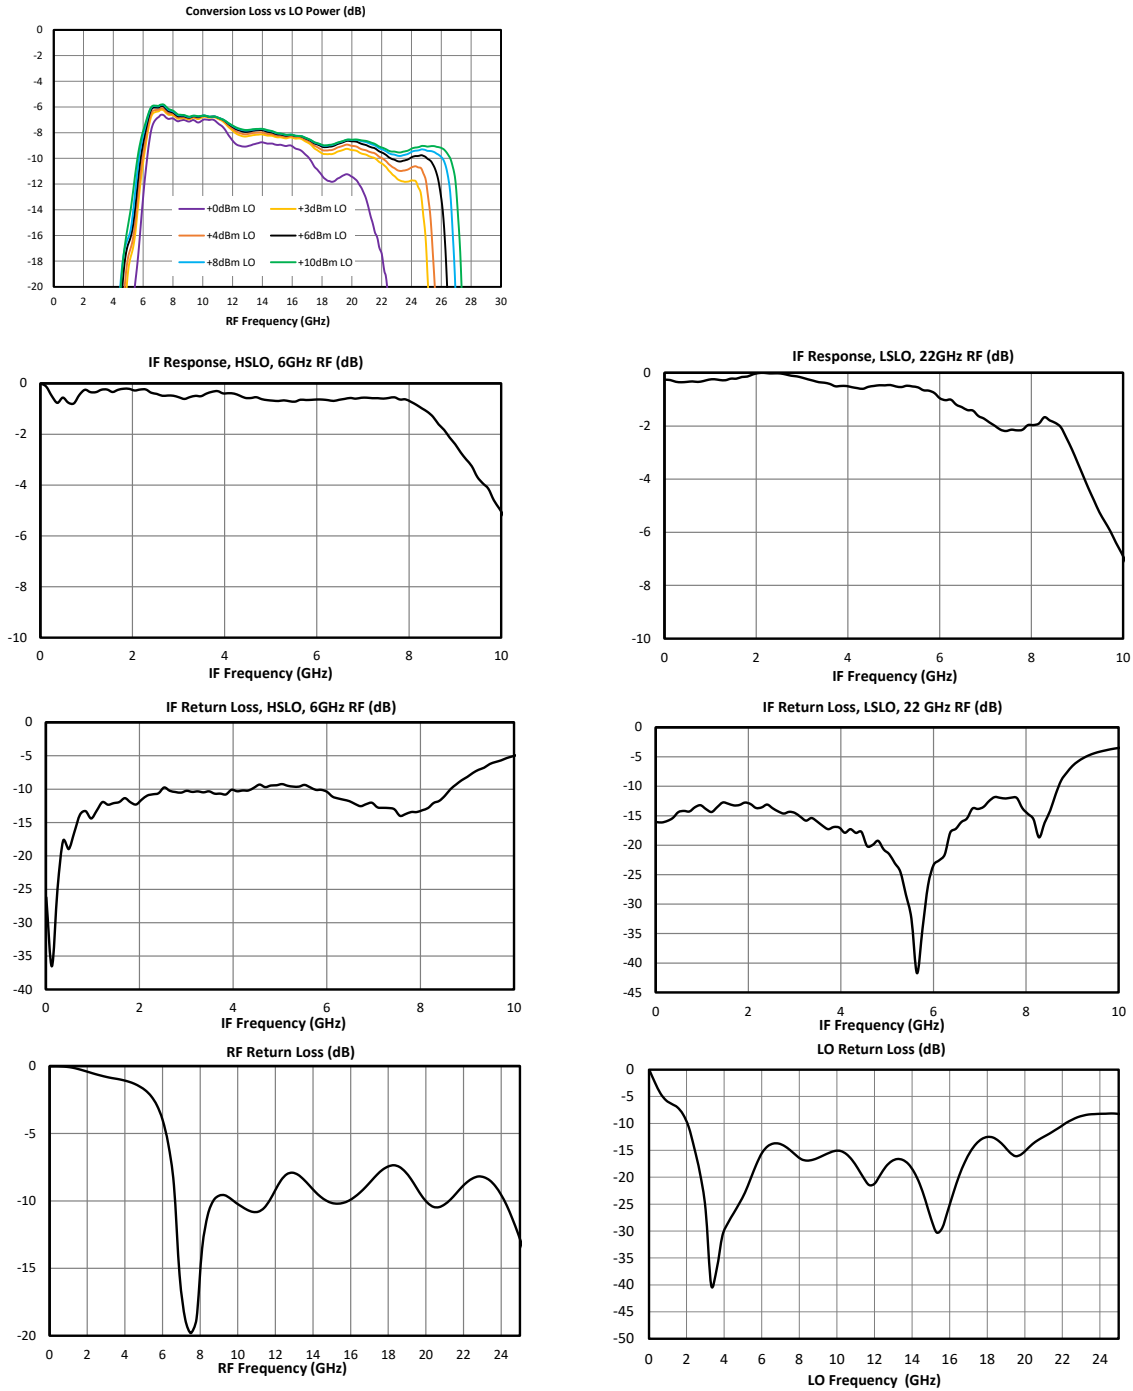 Conversion Loss vs LO Power (dB)
0
-2
-4
-6
-8
-10
-12
-14
-16
-18
-20
+0dBm LO
+3dBm LO
+4dBm LO
+6dBm LO
+8dBm LO
+10dBm LO
0 2 4 6 8 10 12 14 16 18 20 22 24 26 28 30
RF Frequency (GHz)
IF Response, HSLO, 6GHz RF (dB)
0
-2
-4
-6
-8
-10
0 2 4 6 8 10
IF Frequency (GHz)
IF Response, LSLO, 22GHz RF (dB)
0
-2
-4
-6
-8
-10
0 2 4 6 8 10
IF Frequency (GHz)
IF Return Loss, HSLO, 6GHz RF (dB)
0
-5
-10
-15
-20
-25
-30
-35
-40
0 2 4 6 8 10
IF Frequency (GHz)
IF Return Loss, LSLO, 22 GHz RF (dB)
0
-5
-10
-15
-20
-25
-30
-35
-40
-45
0 2 4 6 8 10
IF Frequency (GHz)
RF Return Loss (dB)
0
-5
-10
-15
-20
0 2 4 6 8 10 12 14 16 18 20 22 24
RF Frequency (GHz)
LO Return Loss (dB)
0
-5
-10
-15
-20
-25
-30
-35
-40
-45
-50
0 2 4 6 8 10 12 14 16 18 20 22 24
LO Frequency (GHz)